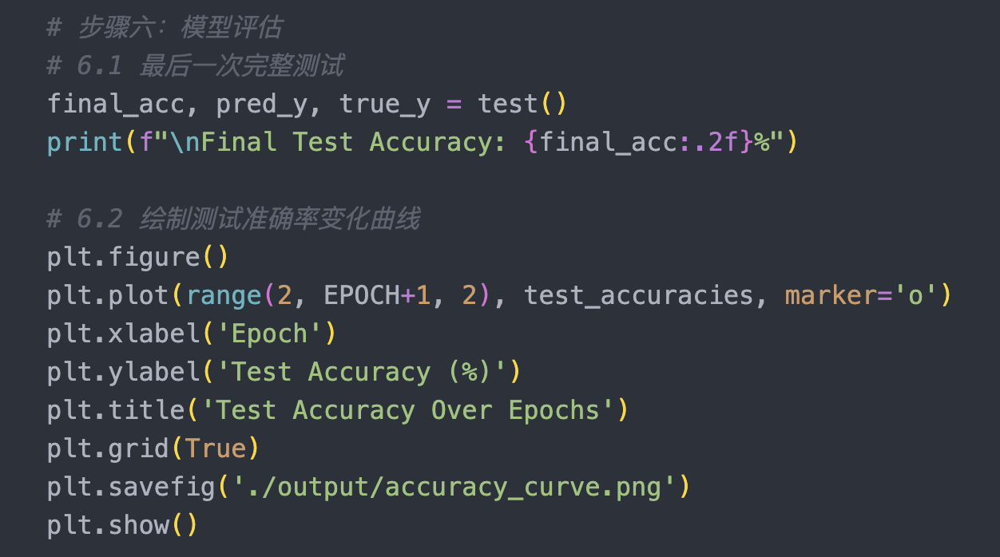 # 步骤六：模型评估
# 6.1 最后一次完整测试
final_acc, pred_y, true_y = test()
print(f"\nFinal Test Accuracy: {final_acc:.2f}%")
# 6.2 绘制测试准确率变化曲线
plt.figure()
plt.plot(range(2, EPOCH+1, 2), test_accuracies, marker='o')
plt.xlabel('Epoch')
plt.ylabel('Test Accuracy (%)')
plt.title('Test Accuracy Over Epochs')
plt.grid(True)
plt.savefig('./output/accuracy_curve.png')
plt.show()